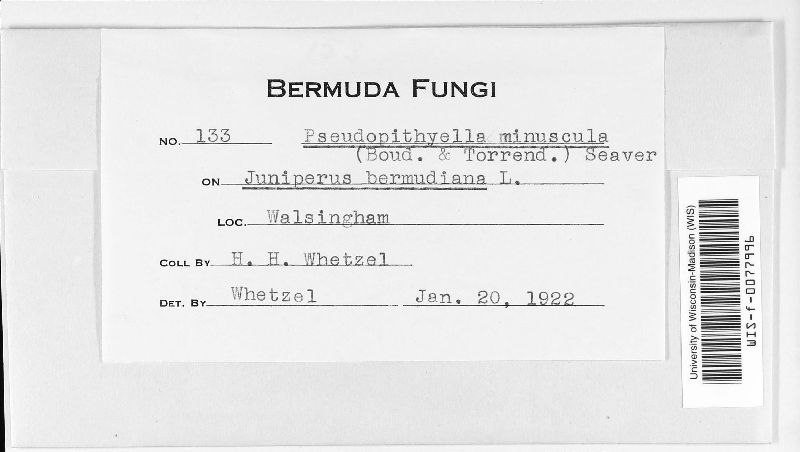 BERMUDA FUNGI
NO. 133 Pseudopithyella minuscula
(Boud. & Torrend.) Seaver
ON Juniperus bermudiana L.
LOC. Walsingham
COLL BY H. H. Whetzel
DET. BY Whetzel Jan. 20, 1922
University of Wisconsin-Madison (WIS)
WIS-f-0077996